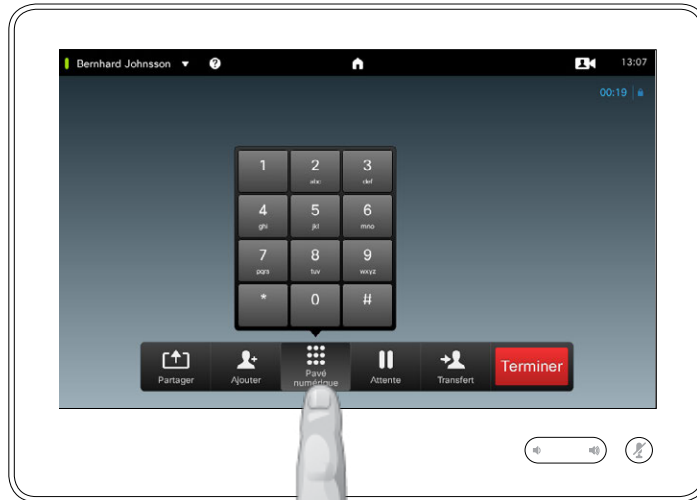 Bernhard Johnsson ? 13:07
00:19
1 2 3
abc def
4 5 6
ghi jkl mno
7 8 9
pqrs tuv wxyz
* 0 #
Partager Ajouter Pavé numérique Attente Transfert Terminer